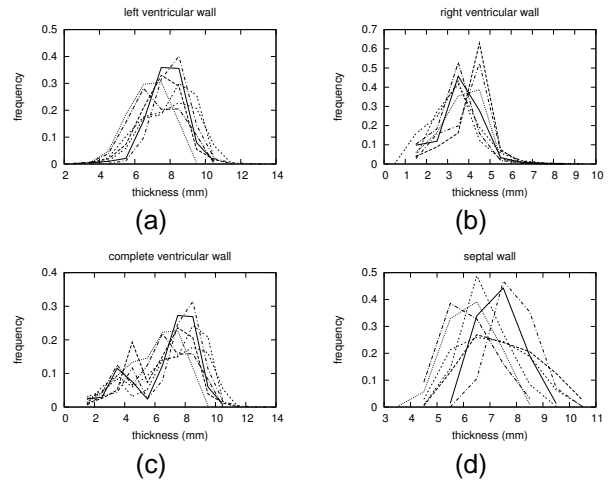 left ventricular wall
0.5
0.4
0.3
0.2
0.1
0
frequency
2 4 6 8 10 12 14
thickness (mm)
(a)
right ventricular wall
0.7
0.6
0.5
0.4
0.3
0.2
0.1
0
frequency
0 1 2 3 4 5 6 7 8 9 10
thickness (mm)
(b)
complete ventricular wall
0.4
0.3
0.2
0.1
0
frequency
0 2 4 6 8 10 12 14
thickness (mm)
(c)
septal wall
0.5
0.4
0.3
0.2
0.1
0
frequency
3 4 5 6 7 8 9 10 11
thickness (mm)
(d)